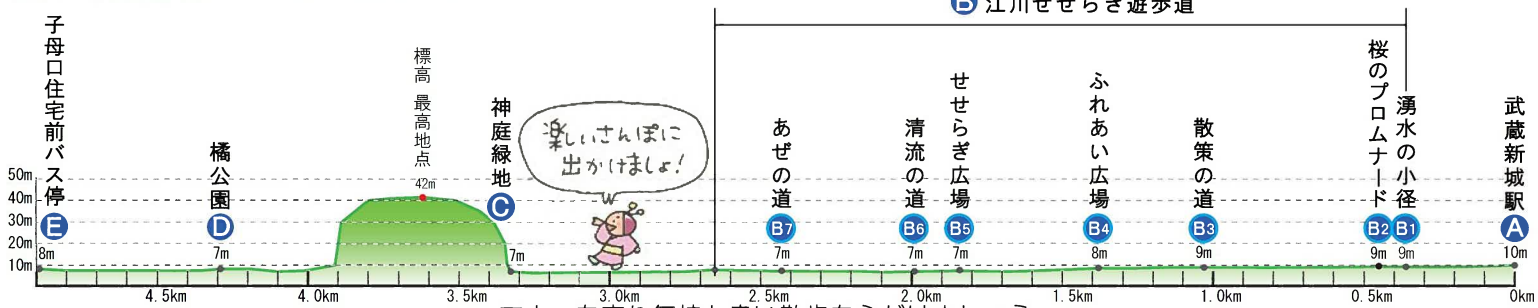 B 江川せせらぎ遊歩道
子母口住宅前バス停
E
8m
橘公園
D
7m
標高 最高地点
42m
神庭緑地
C
7m
楽しいさんぽに
出かけましょ！
あぜの道
B7
7m
清流の道
B6
7m
せせらぎ広場
B5
7m
ふれあい広場
B4
8m
散策の道
B3
9m
桜のプロムナード
B2
9m
湧水の小径
B1
9m
武蔵新城駅
A
10m
50m
40m
30m
20m
10m
4.5km 4.0km 3.5km 3.0km 2.5km 2.0km 1.5km 1.0km 0.5km 0km